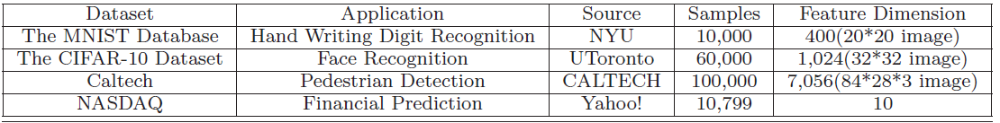 Dataset Application Source Samples Feature Dimension
The MNIST Database Hand Writing Digit Recognition NYU 10,000 400(20*20 image)
The CIFAR-10 Dataset Face Recognition UToronto 60,000 1,024(32*32 image)
Caltech Pedestrian Detection CALTECH 100,000 7,056(84*28*3 image)
NASDAQ Financial Prediction Yahoo! 10,799 10